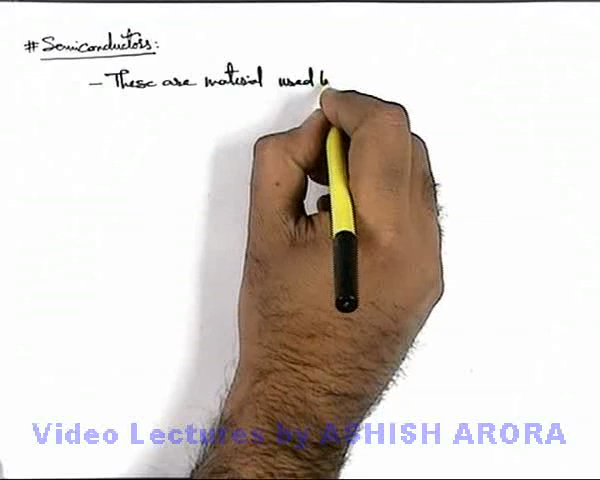 # Semiconductors:
- These are material used
Video Lectures by ASHISH ARORA